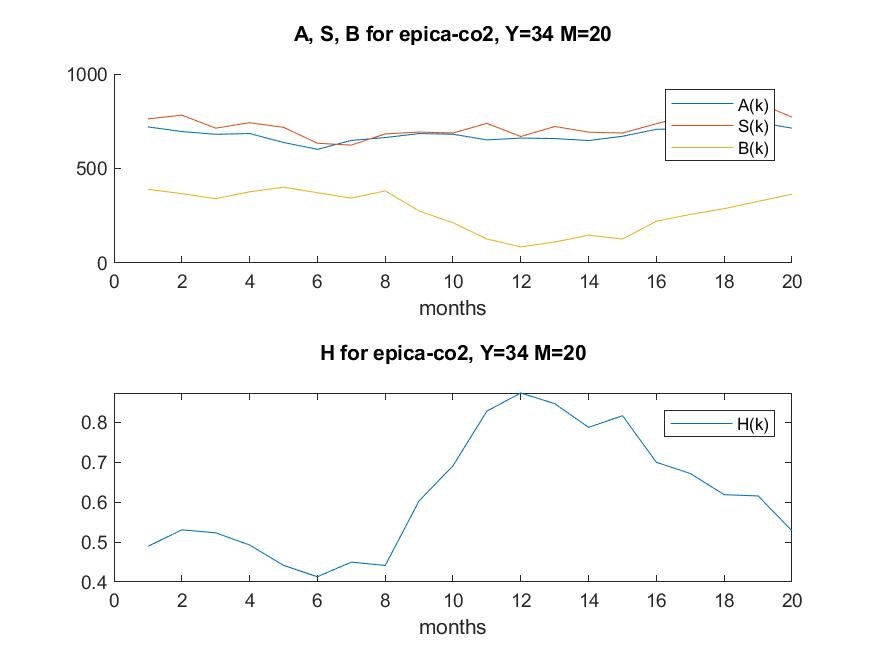 A, S, B for epica-co2, Y=34 M=20
1000
500
0
A(k)
S(k)
B(k)
0 2 4 6 8 10 12 14 16 18 20
months
H for epica-co2, Y=34 M=20
0.8
0.7
0.6
0.5
0.4
H(k)
0 2 4 6 8 10 12 14 16 18 20
months